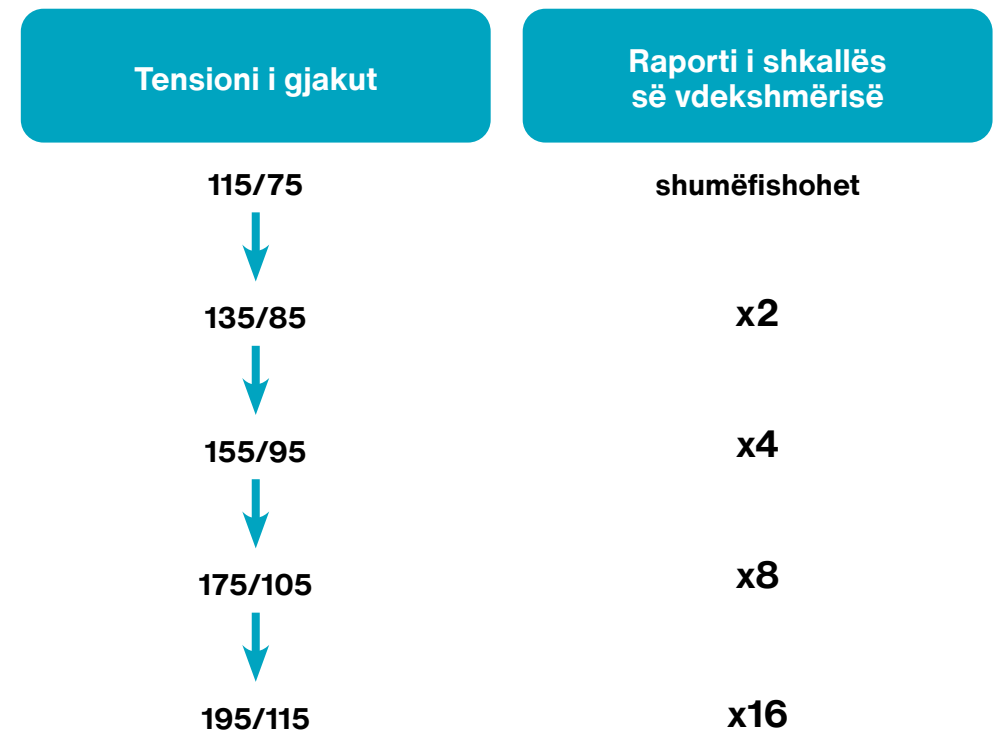 Tensioni i gjakut
Raporti i shkallës
së vdekshmërisë
115/75
shumëfishohet
135/85
x2
155/95
x4
175/105
x8
195/115
x16